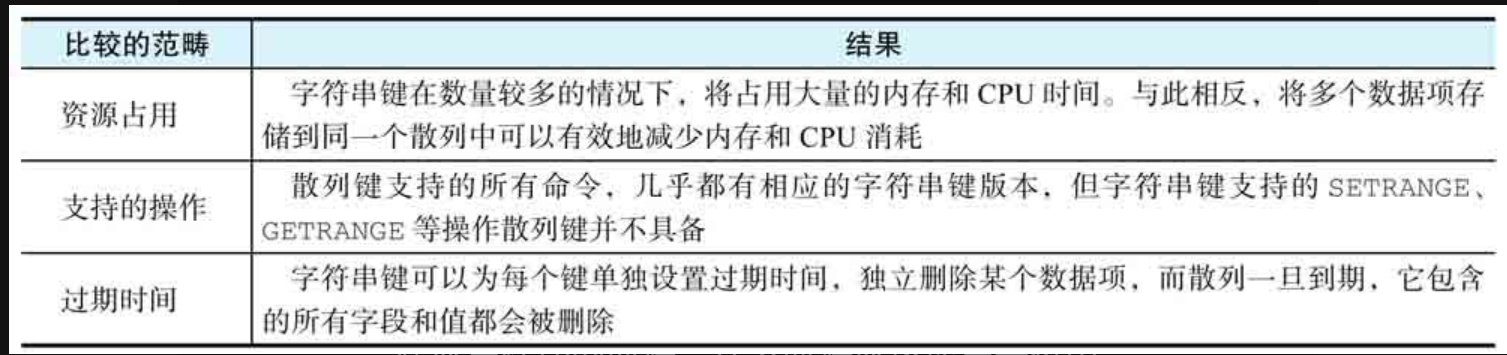 比较的范畴 结果
字符串键在数量较多的情况下，将占用大量的内存和 CPU 时间。与此相反，将多个数据项存
资源占用
储到同一个散列中可以有效地减少内存和 CPU 消耗
散列键支持的所有命令，几乎都有相应的字符串键版本，但字符串键支持的 SETRANGE、
支持的操作
GETRANGE 等操作散列键并不具备
字符串键可以为每个键单独设置过期时间，独立删除某个数据项，而散列一旦到期，它包含
过期时间
的所有字段和值都会被删除